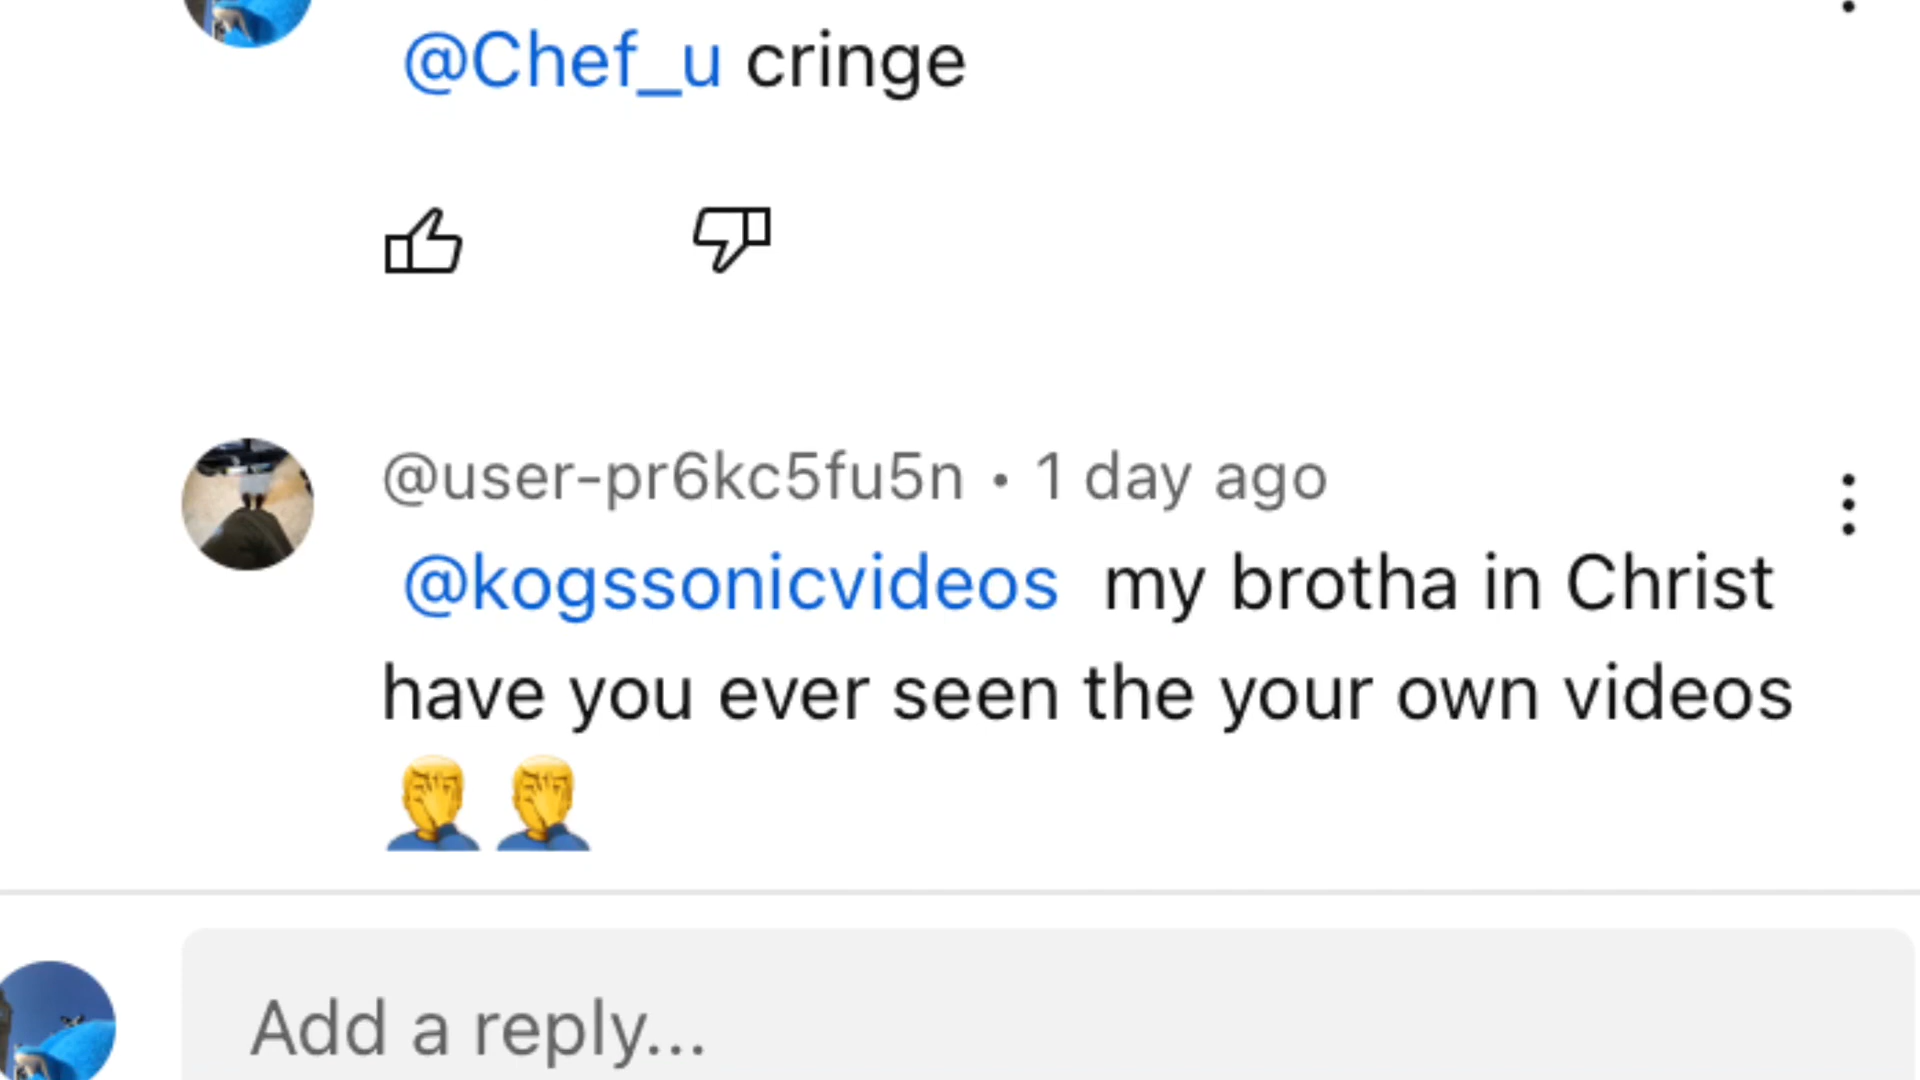 @Chef_u cringe
@user-pr6kc5fu5n • 1 day ago
@kogssonicvideos my brotha in Christ
have you ever seen the your own videos
🤦‍♂️🤦‍♂️
Add a reply...